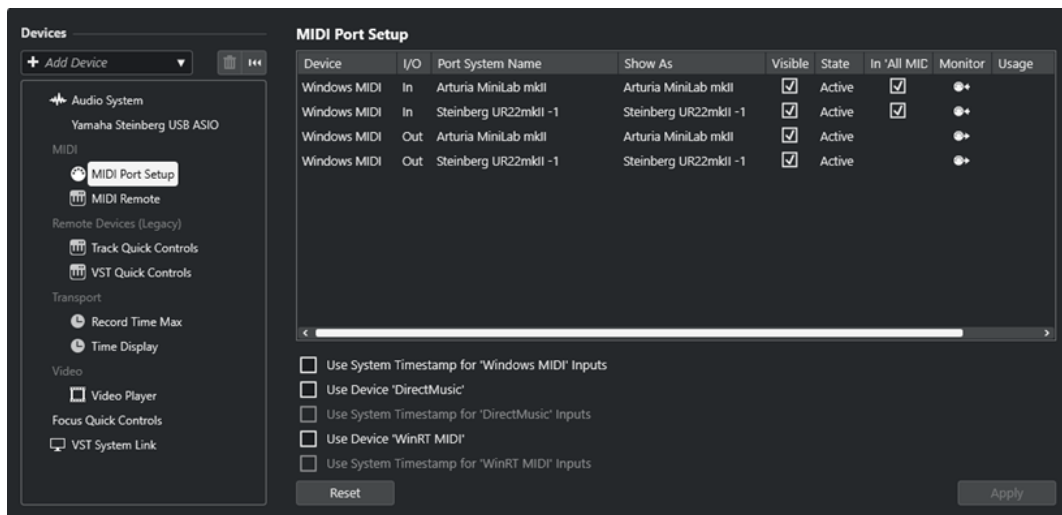 Devices
Add Device
Audio System
Yamaha Steinberg USB ASIO
MIDI
MIDI Port Setup
MIDI Remote
Remote Devices (Legacy)
Track Quick Controls
VST Quick Controls
Transport
Record Time Max
Time Display
Video
Video Player
Focus Quick Controls
VST System Link
MIDI Port Setup
Device I/O Port System Name Show As Visible State In 'All MID Monitor Usage
Windows MIDI In Arturia MiniLab mkII Arturia MiniLab mkII Active
Windows MIDI In Steinberg UR22mkII -1 Steinberg UR22mkII -1 Active
Windows MIDI Out Arturia MiniLab mkII Arturia MiniLab mkII Active
Windows MIDI Out Steinberg UR22mkII -1 Steinberg UR22mkII -1 Active
Use System Timestamp for 'Windows MIDI' Inputs
Use Device 'DirectMusic'
Use System Timestamp for 'DirectMusic' Inputs
Use Device 'WinRT MIDI'
Use System Timestamp for 'WinRT MIDI' Inputs
Reset Apply